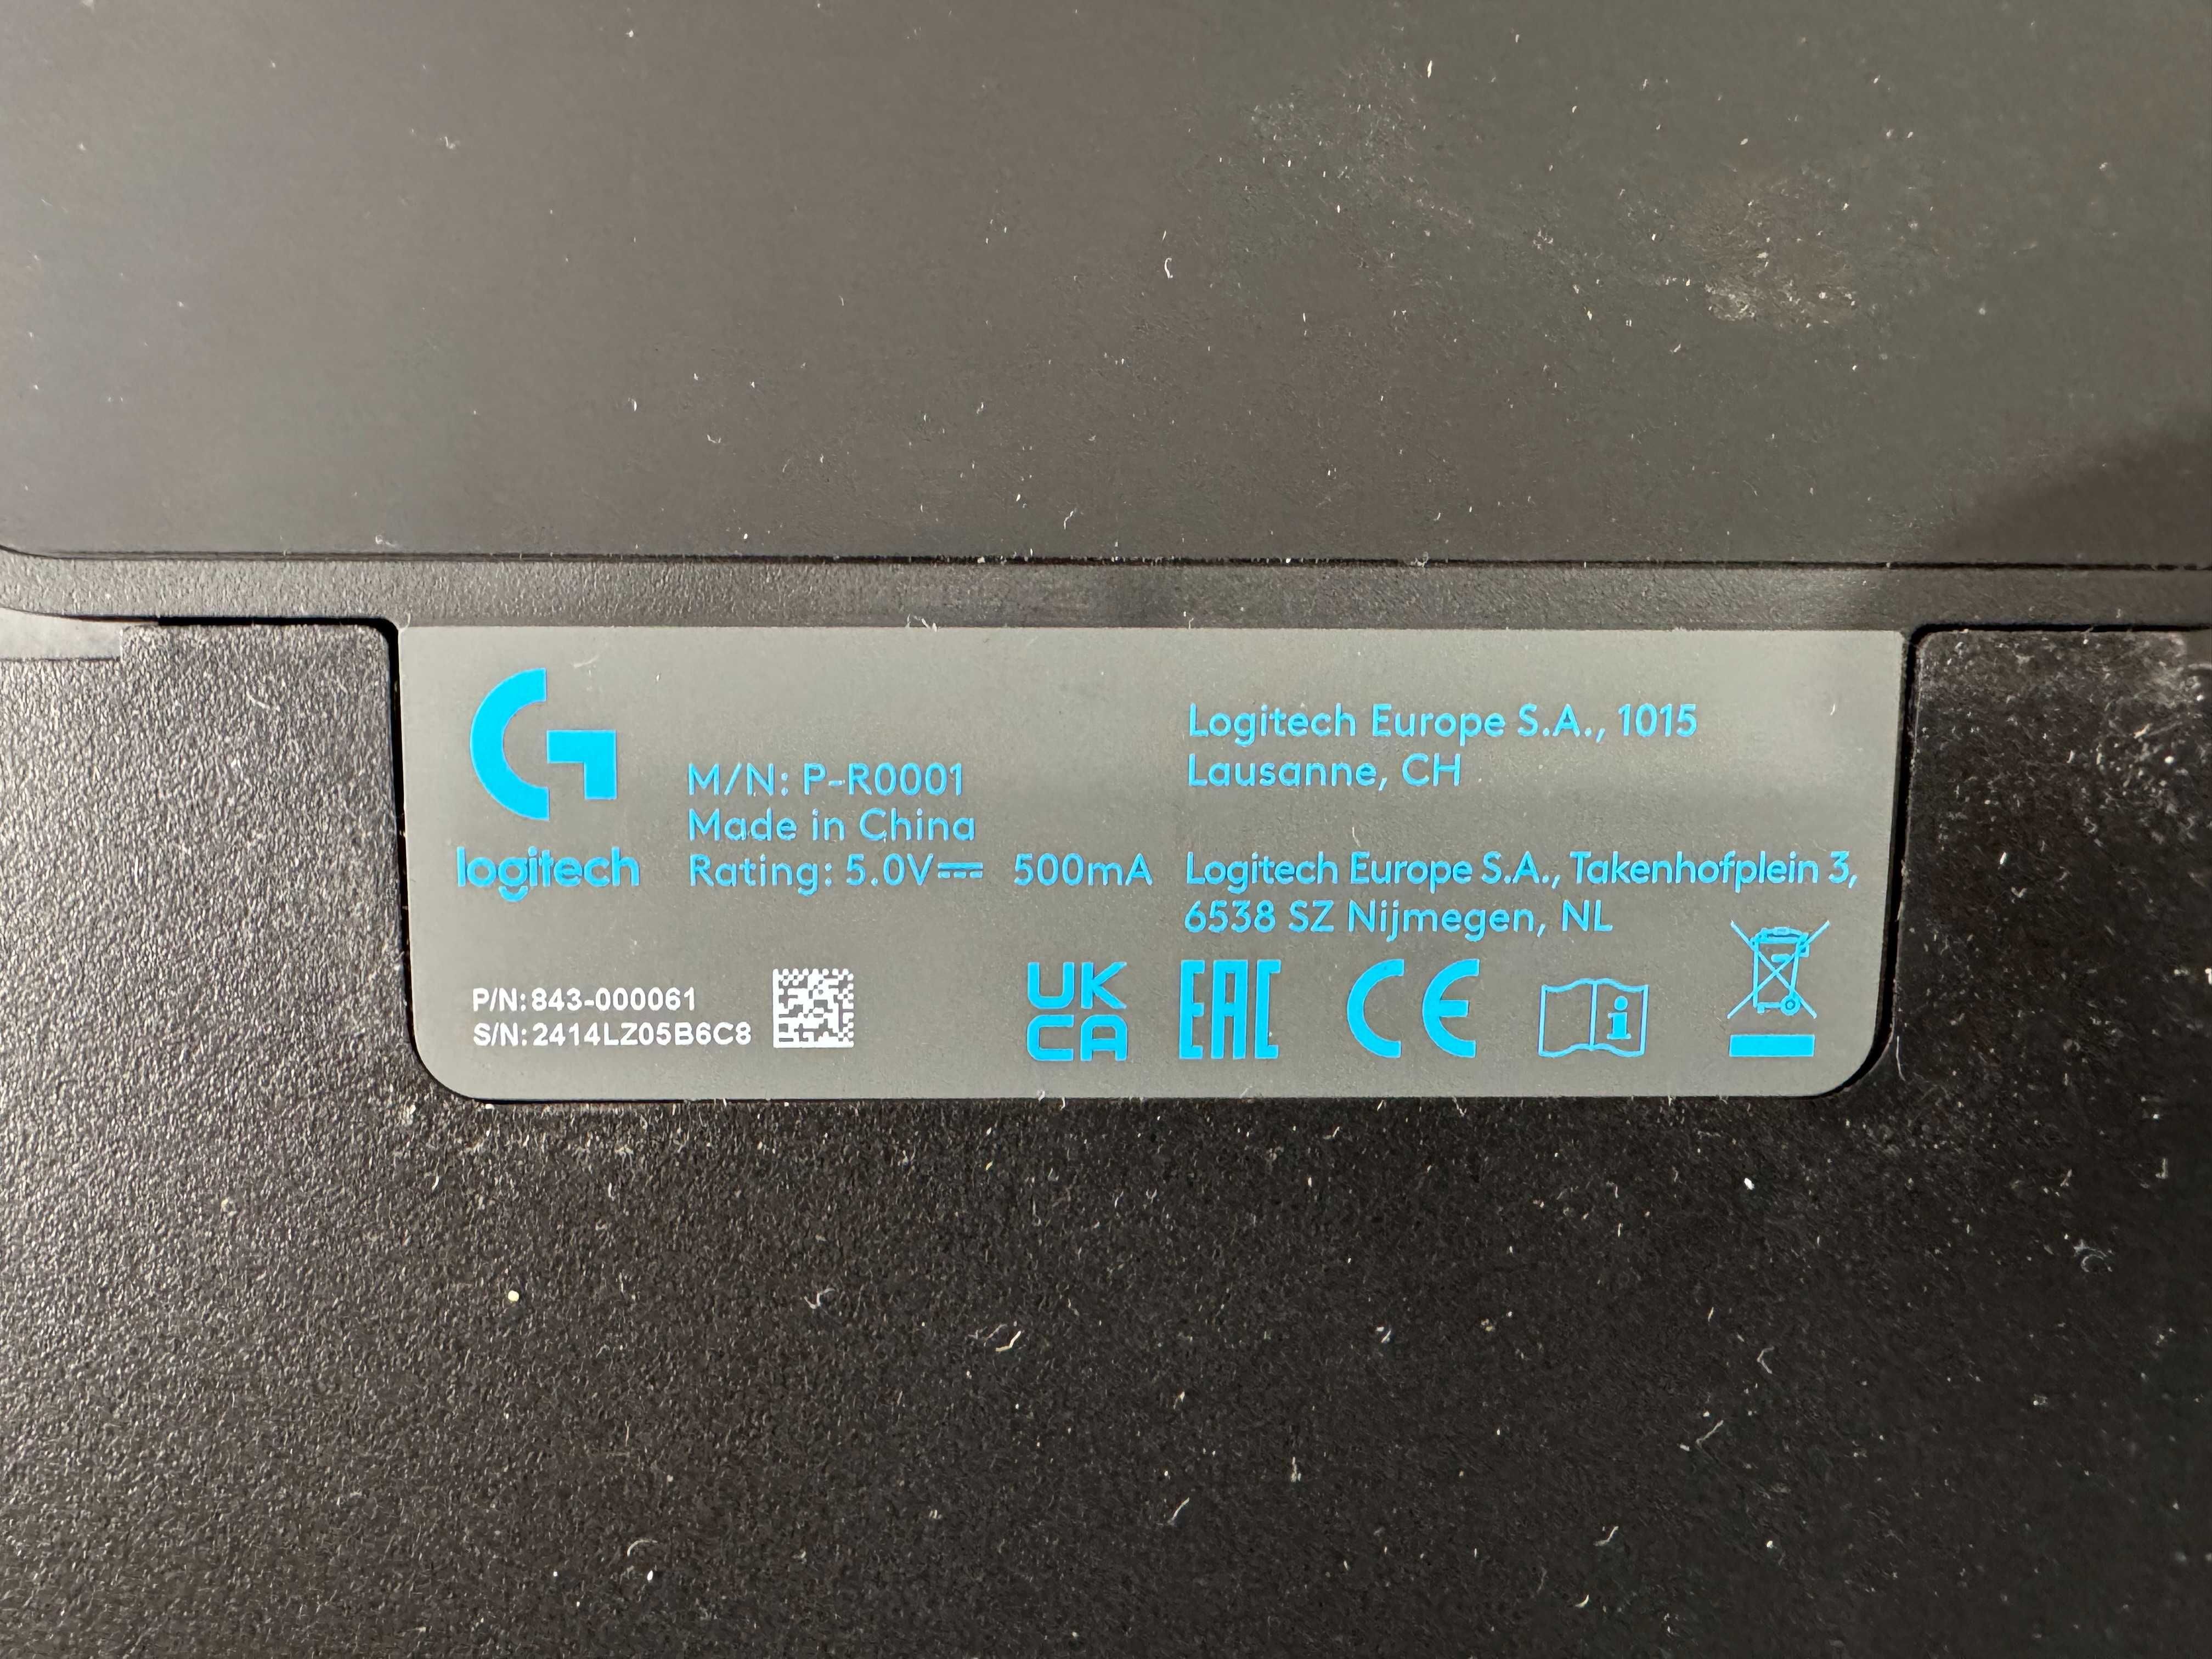 logitech
M/N: P-R0001
Made in China
Rating: 5.0V⎓ 500mA
Logitech Europe S.A., 1015
Lausanne, CH
Logitech Europe S.A., Takenhofplein 3,
6538 SZ Nijmegen, NL
P/N: 843-000061
S/N: 2414LZ05B6C8
UK
CA
EAC
CE
i